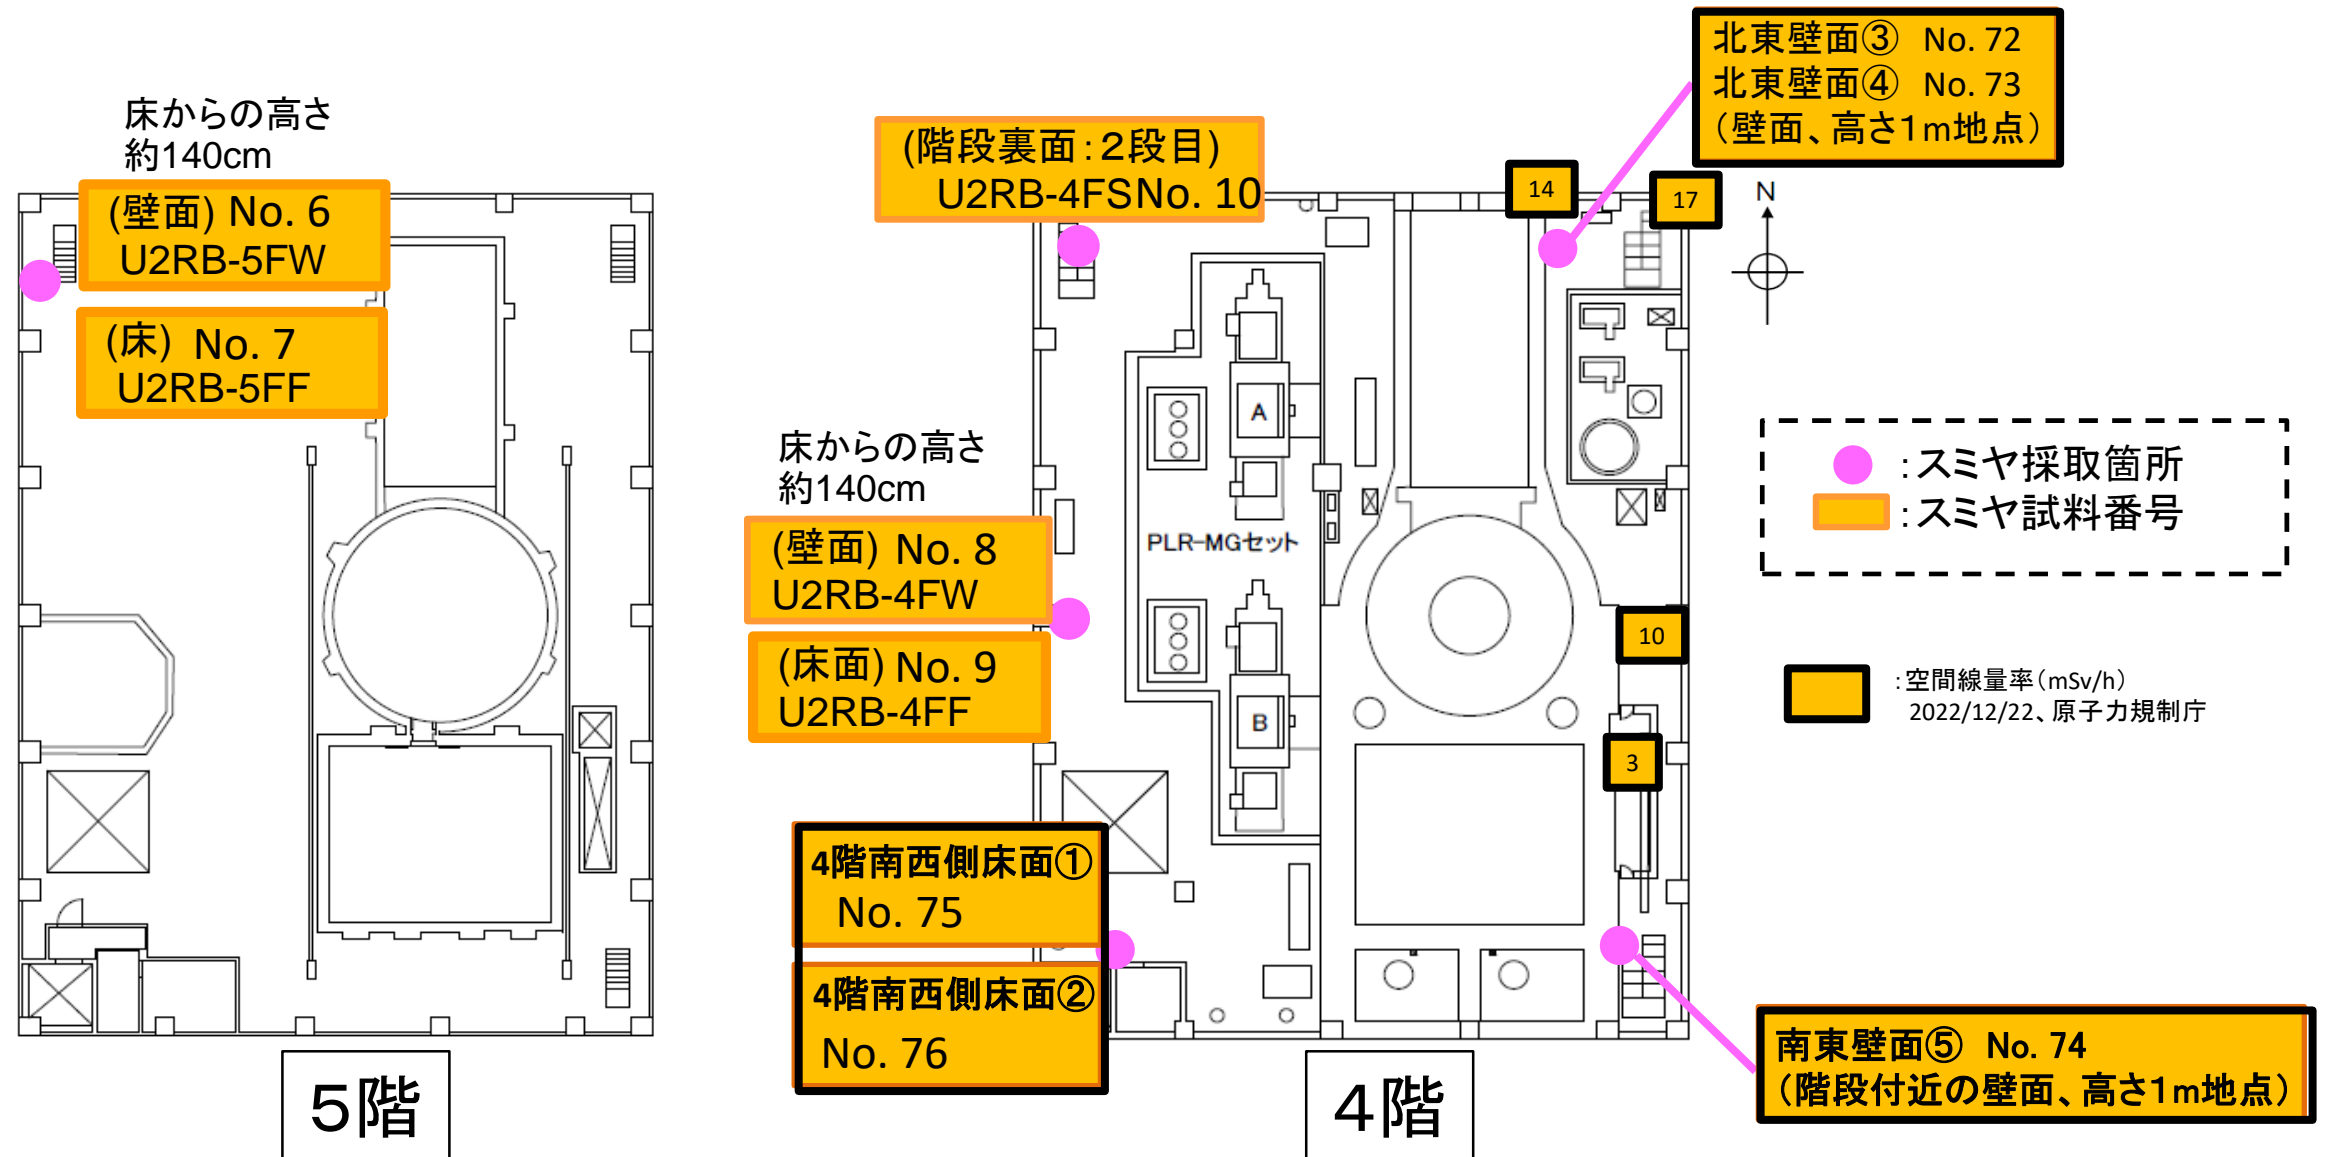 床からの高さ
約140cm
(壁面) No. 6
U2RB-5FW
(床) No. 7
U2RB-5FF
5階
(階段裏面:2段目)
U2RB-4FSNo. 10
床からの高さ
約140cm
(壁面) No. 8
U2RB-4FW
(床面) No. 9
U2RB-4FF
4階南西側床面①
No. 75
4階南西側床面②
No. 76
A
PLR-MGセット
B
14
17
10
3
4階
北東壁面③ No. 72
北東壁面④ No. 73
(壁面、高さ1m地点)
N
:スミヤ採取箇所
:スミヤ試料番号
:空間線量率(mSv/h)
2022/12/22、原子力規制庁
南東壁面⑤ No. 74
(階段付近の壁面、高さ1m地点)